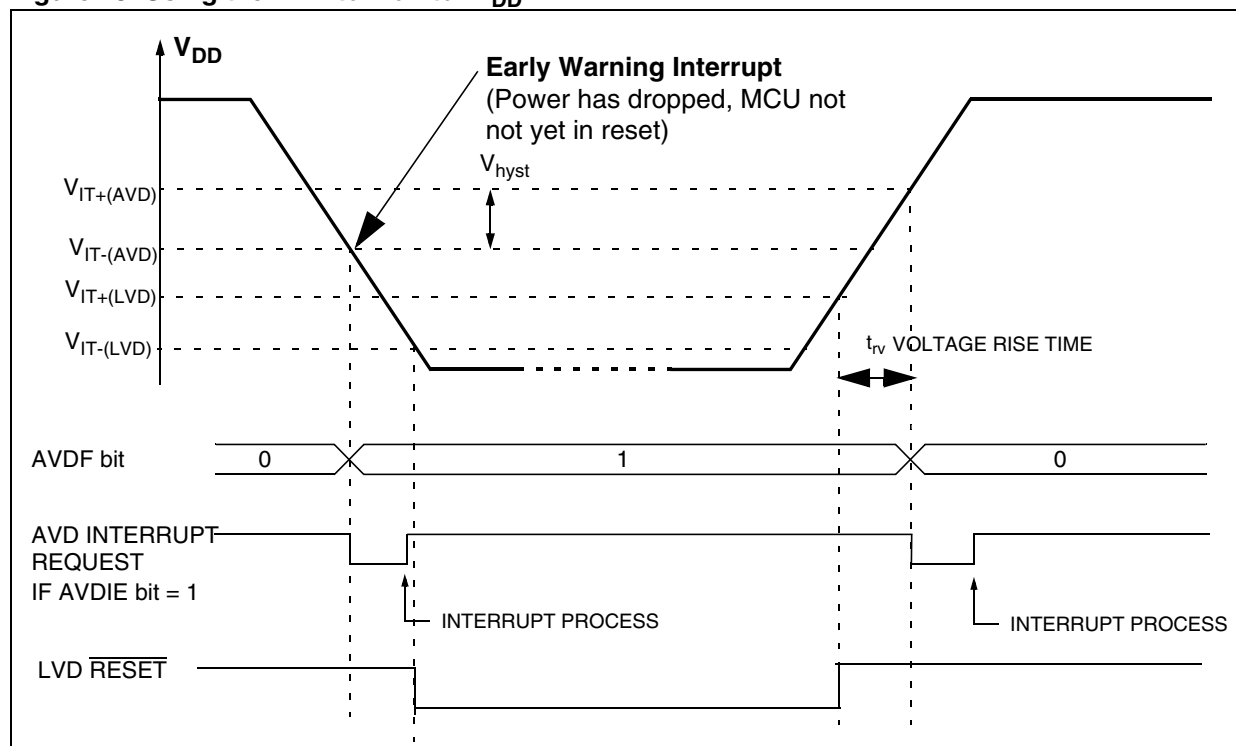 V_DD
Early Warning Interrupt
(Power has dropped, MCU not
not yet in reset)
V_hyst
V_IT+(AVD)
V_IT-(AVD)
V_IT+(LVD)
V_IT-(LVD)
t_rv VOLTAGE RISE TIME
AVDF bit
0
1
0
AVD INTERRUPT
REQUEST
IF AVDIE bit = 1
INTERRUPT PROCESS
INTERRUPT PROCESS
LVD RESET